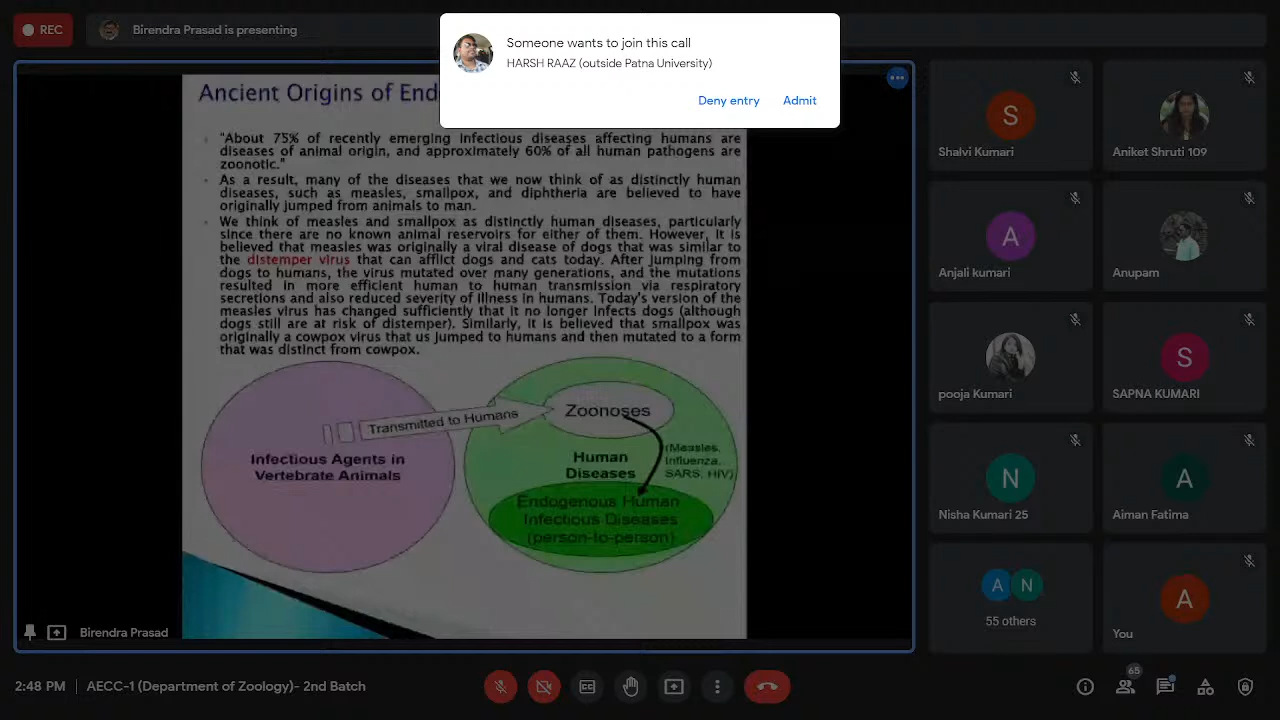 REC
Birendra Prasad is presenting
Someone wants to join this call
HARSH RAAZ (outside Patna University)
Deny entry
Admit
Ancient Origins of End
"About 75% of recently emerging infectious diseases affecting humans are
diseases of animal origin, and approximately 60% of all human pathogens are
zoonotic."
As a result, many of the diseases that we now think of as distinctly human
diseases, such as measles, smallpox, and diphtheria are believed to have
originally jumped from animals to man.
We think of measles and smallpox as distinctly human diseases, particularly
since there are no known animal reservoirs for either of them. However, it is
believed that measles was originally a viral disease of dogs that was similar to
the distemper virus that can afflict dogs and cats today. After jumping from
dogs to humans, the virus mutated over many generations, and the mutations
resulted in more efficient human to human transmission via respiratory
secretions and also reduced severity of illness in humans. Today's version of the
measles virus has changed sufficiently that it no longer infects dogs (although
dogs still are at risk of distemper). Similarly, it is believed that smallpox was
originally a cowpox virus that us jumped to humans and then mutated to a form
that was distinct from cowpox.
Infectious Agents in
Vertebrate Animals
Transmitted to Humans
Zoonoses
Human
Diseases
(Measles,
Influenza,
SARS, HIV)
Endogenous Human
Infectious Diseases
(person-to-person)
Birendra Prasad
S
Shalvi Kumari
Aniket Shruti 109
A
Anjali kumari
Anupam
pooja Kumari
S
SAPNA KUMARI
N
Nisha Kumari 25
A
Aiman Fatima
A
N
55 others
A
You
2:48 PM
AECC-1 (Department of Zoology)- 2nd Batch
65